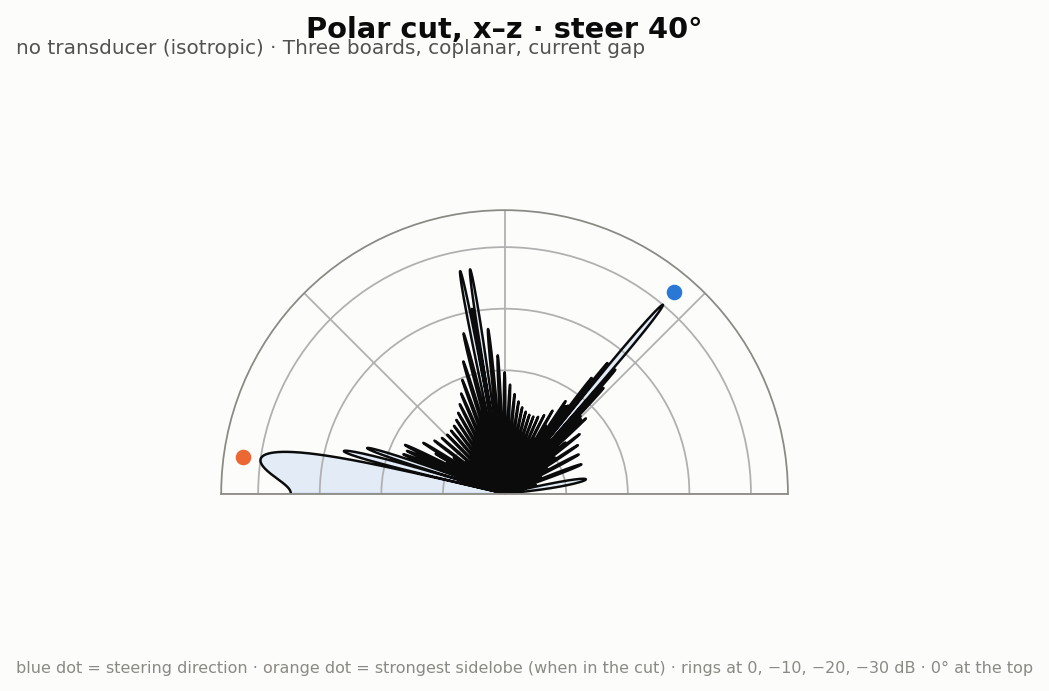 Polar cut, x–z · steer 40°
no transducer (isotropic) · Three boards, coplanar, current gap
blue dot = steering direction · orange dot = strongest sidelobe (when in the cut) · rings at 0, −10, −20, −30 dB · 0° at the top